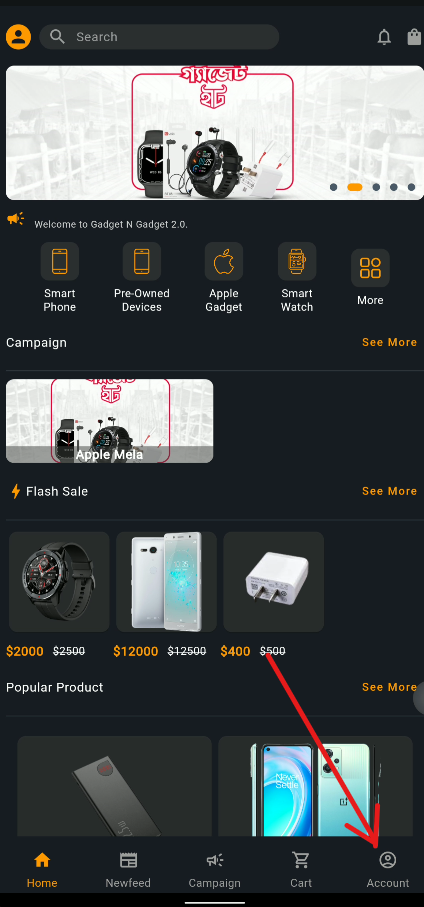 Search
গ্যাজেট
হাট
Welcome to Gadget N Gadget 2.0.
Smart
Phone
Pre-Owned
Devices
Apple
Gadget
Smart
Watch
More
Campaign
See More
হাট
Apple Mela
Flash Sale
See More
$2000 $2500
$12000 $12500
$400 $500
Popular Product
See More
Never
Settle
Home
Newfeed
Campaign
Cart
Account